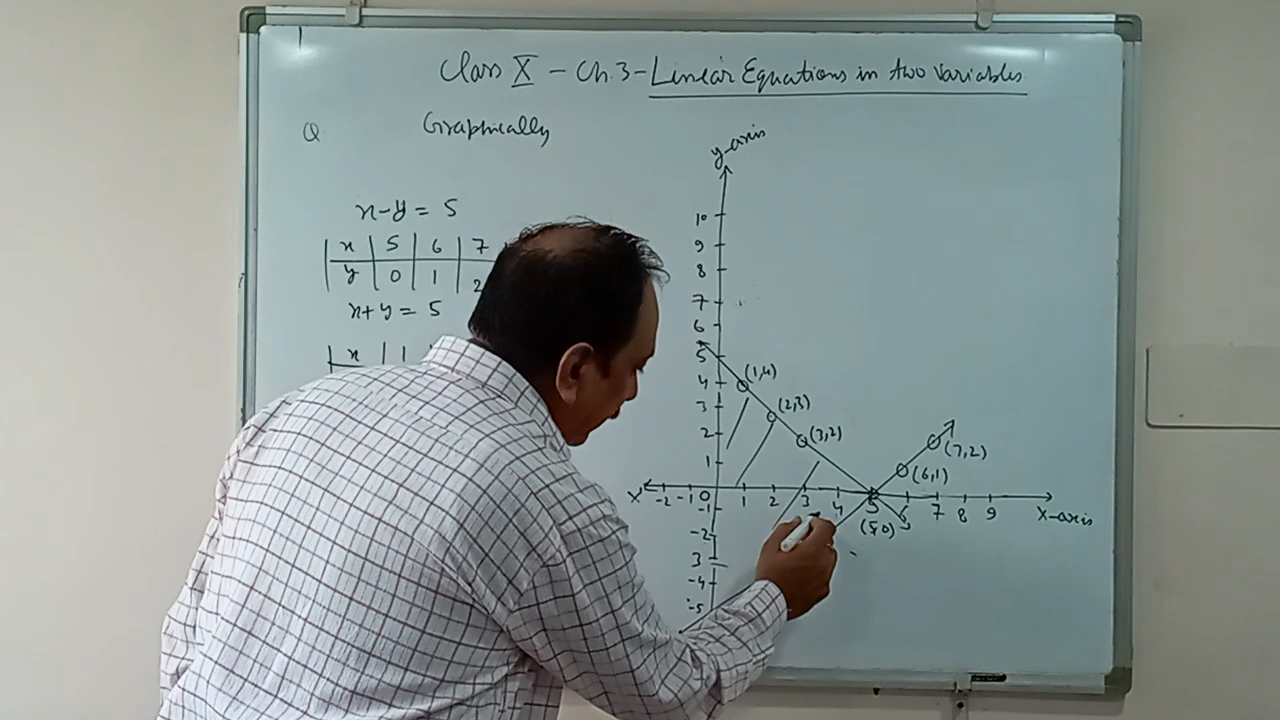 Class X - Ch.3 - Linear Equations in two variables
Q Graphically
x-y = 5
x 5 6 7
y 0 1 2
x+y = 5
x 1
y-axis
10
9
8
7
6
5
4 (1,4)
3 (2,3)
2 (3,2) (7,2)
1 (6,1)
X' -2 -1 0 1 2 3 4 5 6 7 8 9 X-axis
-1 (5,0)
-2
3
-4
-5